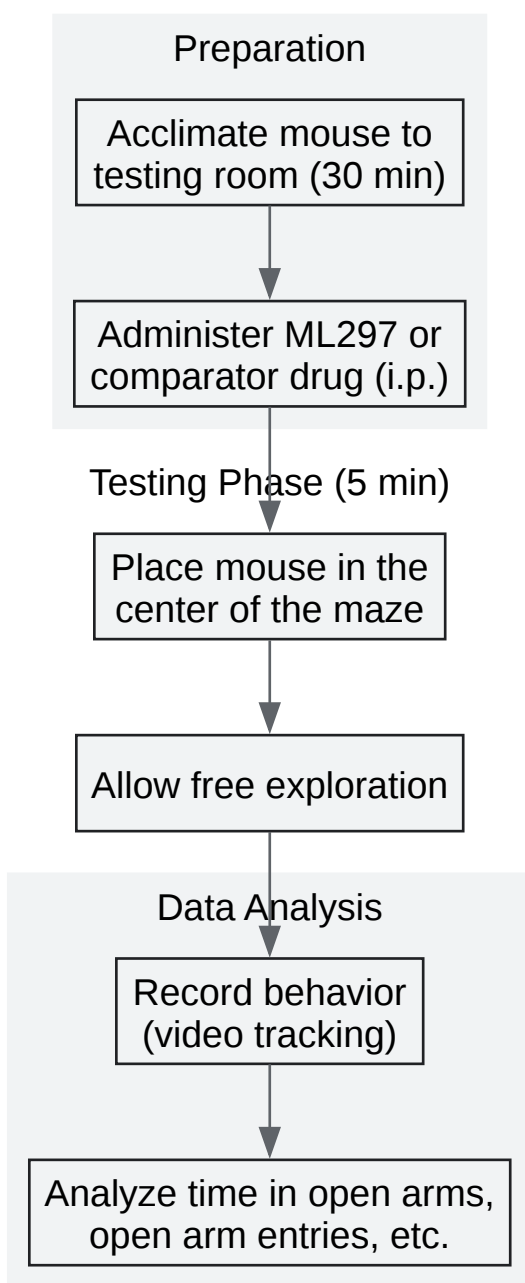 Preparation
Acclimate mouse to
testing room (30 min)
Administer ML297 or
comparator drug (i.p.)
Testing Phase (5 min)
Place mouse in the
center of the maze
Allow free exploration
Data Analysis
Record behavior
(video tracking)
Analyze time in open arms,
open arm entries, etc.